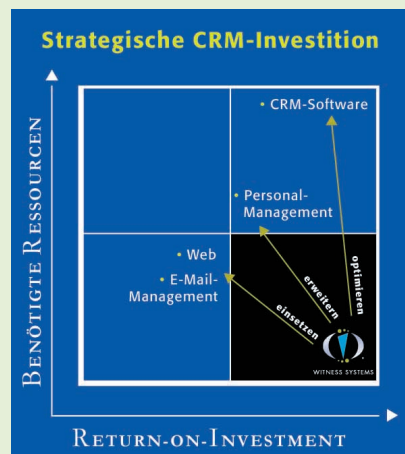 Strategische CRM-Investition
BENÖTIGTE RESSOURCEN
• CRM-Software
• Personal-
Management
• Web
• E-Mail-
Management
einsetzen
erweitern
optimieren
WITNESS SYSTEMS
RETURN-ON-INVESTMENT